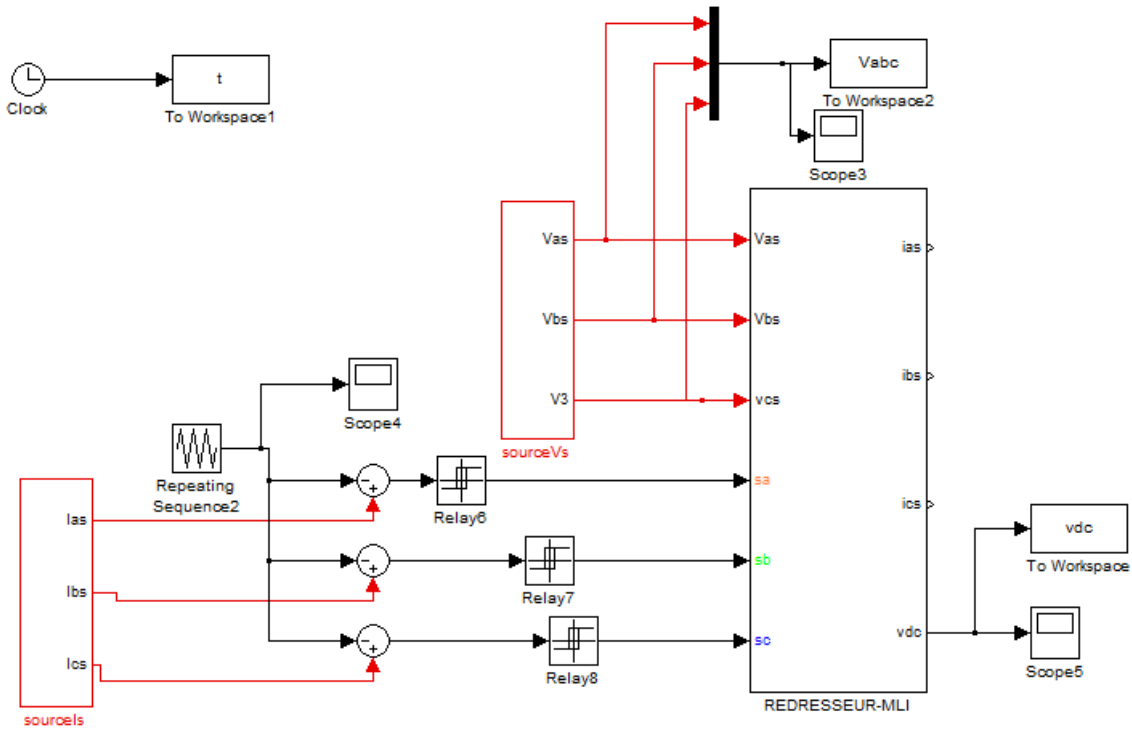 t
Clock
To Workspace1
Vabc
To Workspace2
Scope3
Vas
Vbs
V3
sourceVs
Vas
Vbs
vcs
sa
sb
sc
ias
ibs
ics
vdc
REDRESSEUR-MLI
Scope4
Repeating
Sequence2
Relay6
Relay7
Relay8
Ias
Ibs
Ics
sourceIs
vdc
To Workspace
Scope5